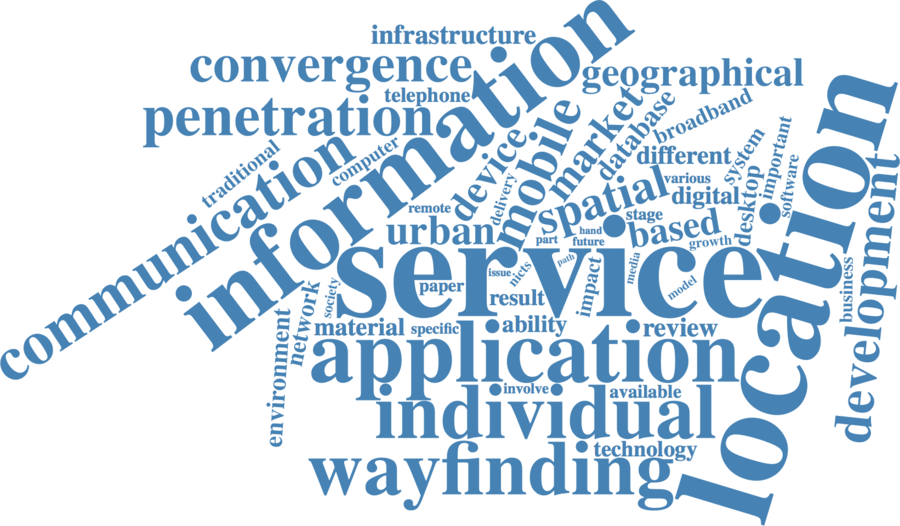 infrastructure
convergence
information
geographical
telephone
penetration
market
database
broadband
mobile
device
computer
traditional
communication
different
system
important
location
various
software
digital
desktop
spatial
delivery
remote
stage
based
urban
hand
part
future
growth
development
service
path
issue
nicts
impact
media
model
paper
result
society
network
business
material
specific
ability
review
environment
application
involve
available
individual
technology
wayfinding